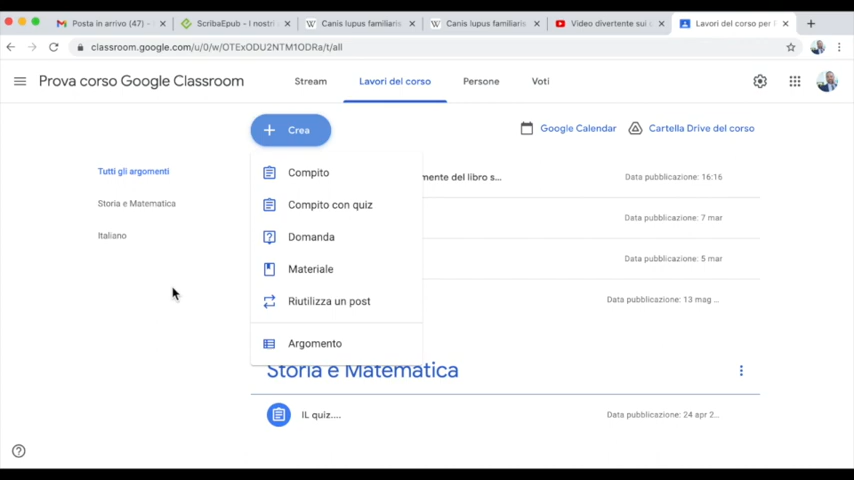 Posta in arrivo (47) -
ScribaEpub - I nostri
Canis lupus familiaris
Canis lupus familiaris
Video divertente sui
Lavori del corso per
classroom.google.com/u/0/w/OTExODU2NTM1ODRa/t/all
Prova corso Google Classroom
Stream
Lavori del corso
Persone
Voti
Crea
Google Calendar
Cartella Drive del corso
Tutti gli argomenti
Storia e Matematica
Italiano
Compito
Compito con quiz
Domanda
Materiale
Riutilizza un post
Argomento
mente del libro s...
Data pubblicazione: 16:16
Data pubblicazione: 7 mar
Data pubblicazione: 5 mar
Data pubblicazione: 13 mag ...
Storia e Matematica
IL quiz....
Data pubblicazione: 24 apr 2...